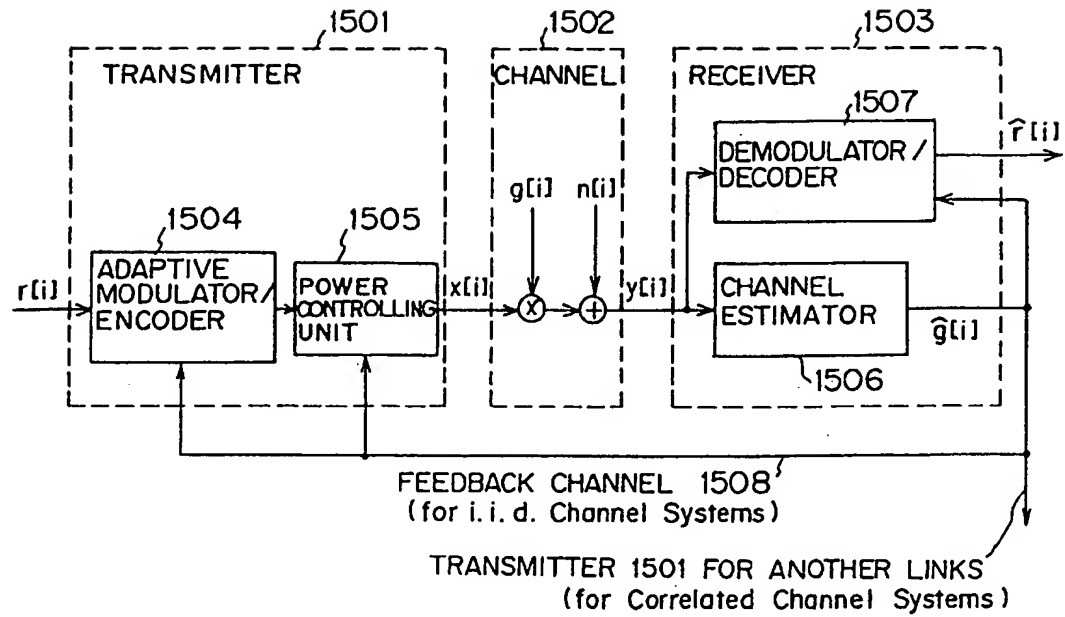 1501
1502
1503
TRANSMITTER
CHANNEL
RECEIVER
1507
r̂[i]
DEMODULATOR/
DECODER
g[i]
n[i]
1504
1505
ADAPTIVE
MODULATOR/
ENCODER
POWER
CONTROLLING
UNIT
r[i]
x[i]
x
+
y[i]
CHANNEL
ESTIMATOR
ĝ[i]
1506
FEEDBACK CHANNEL 1508
(for i.i.d. Channel Systems)
TRANSMITTER 1501 FOR ANOTHER LINKS
(for Correlated Channel Systems)